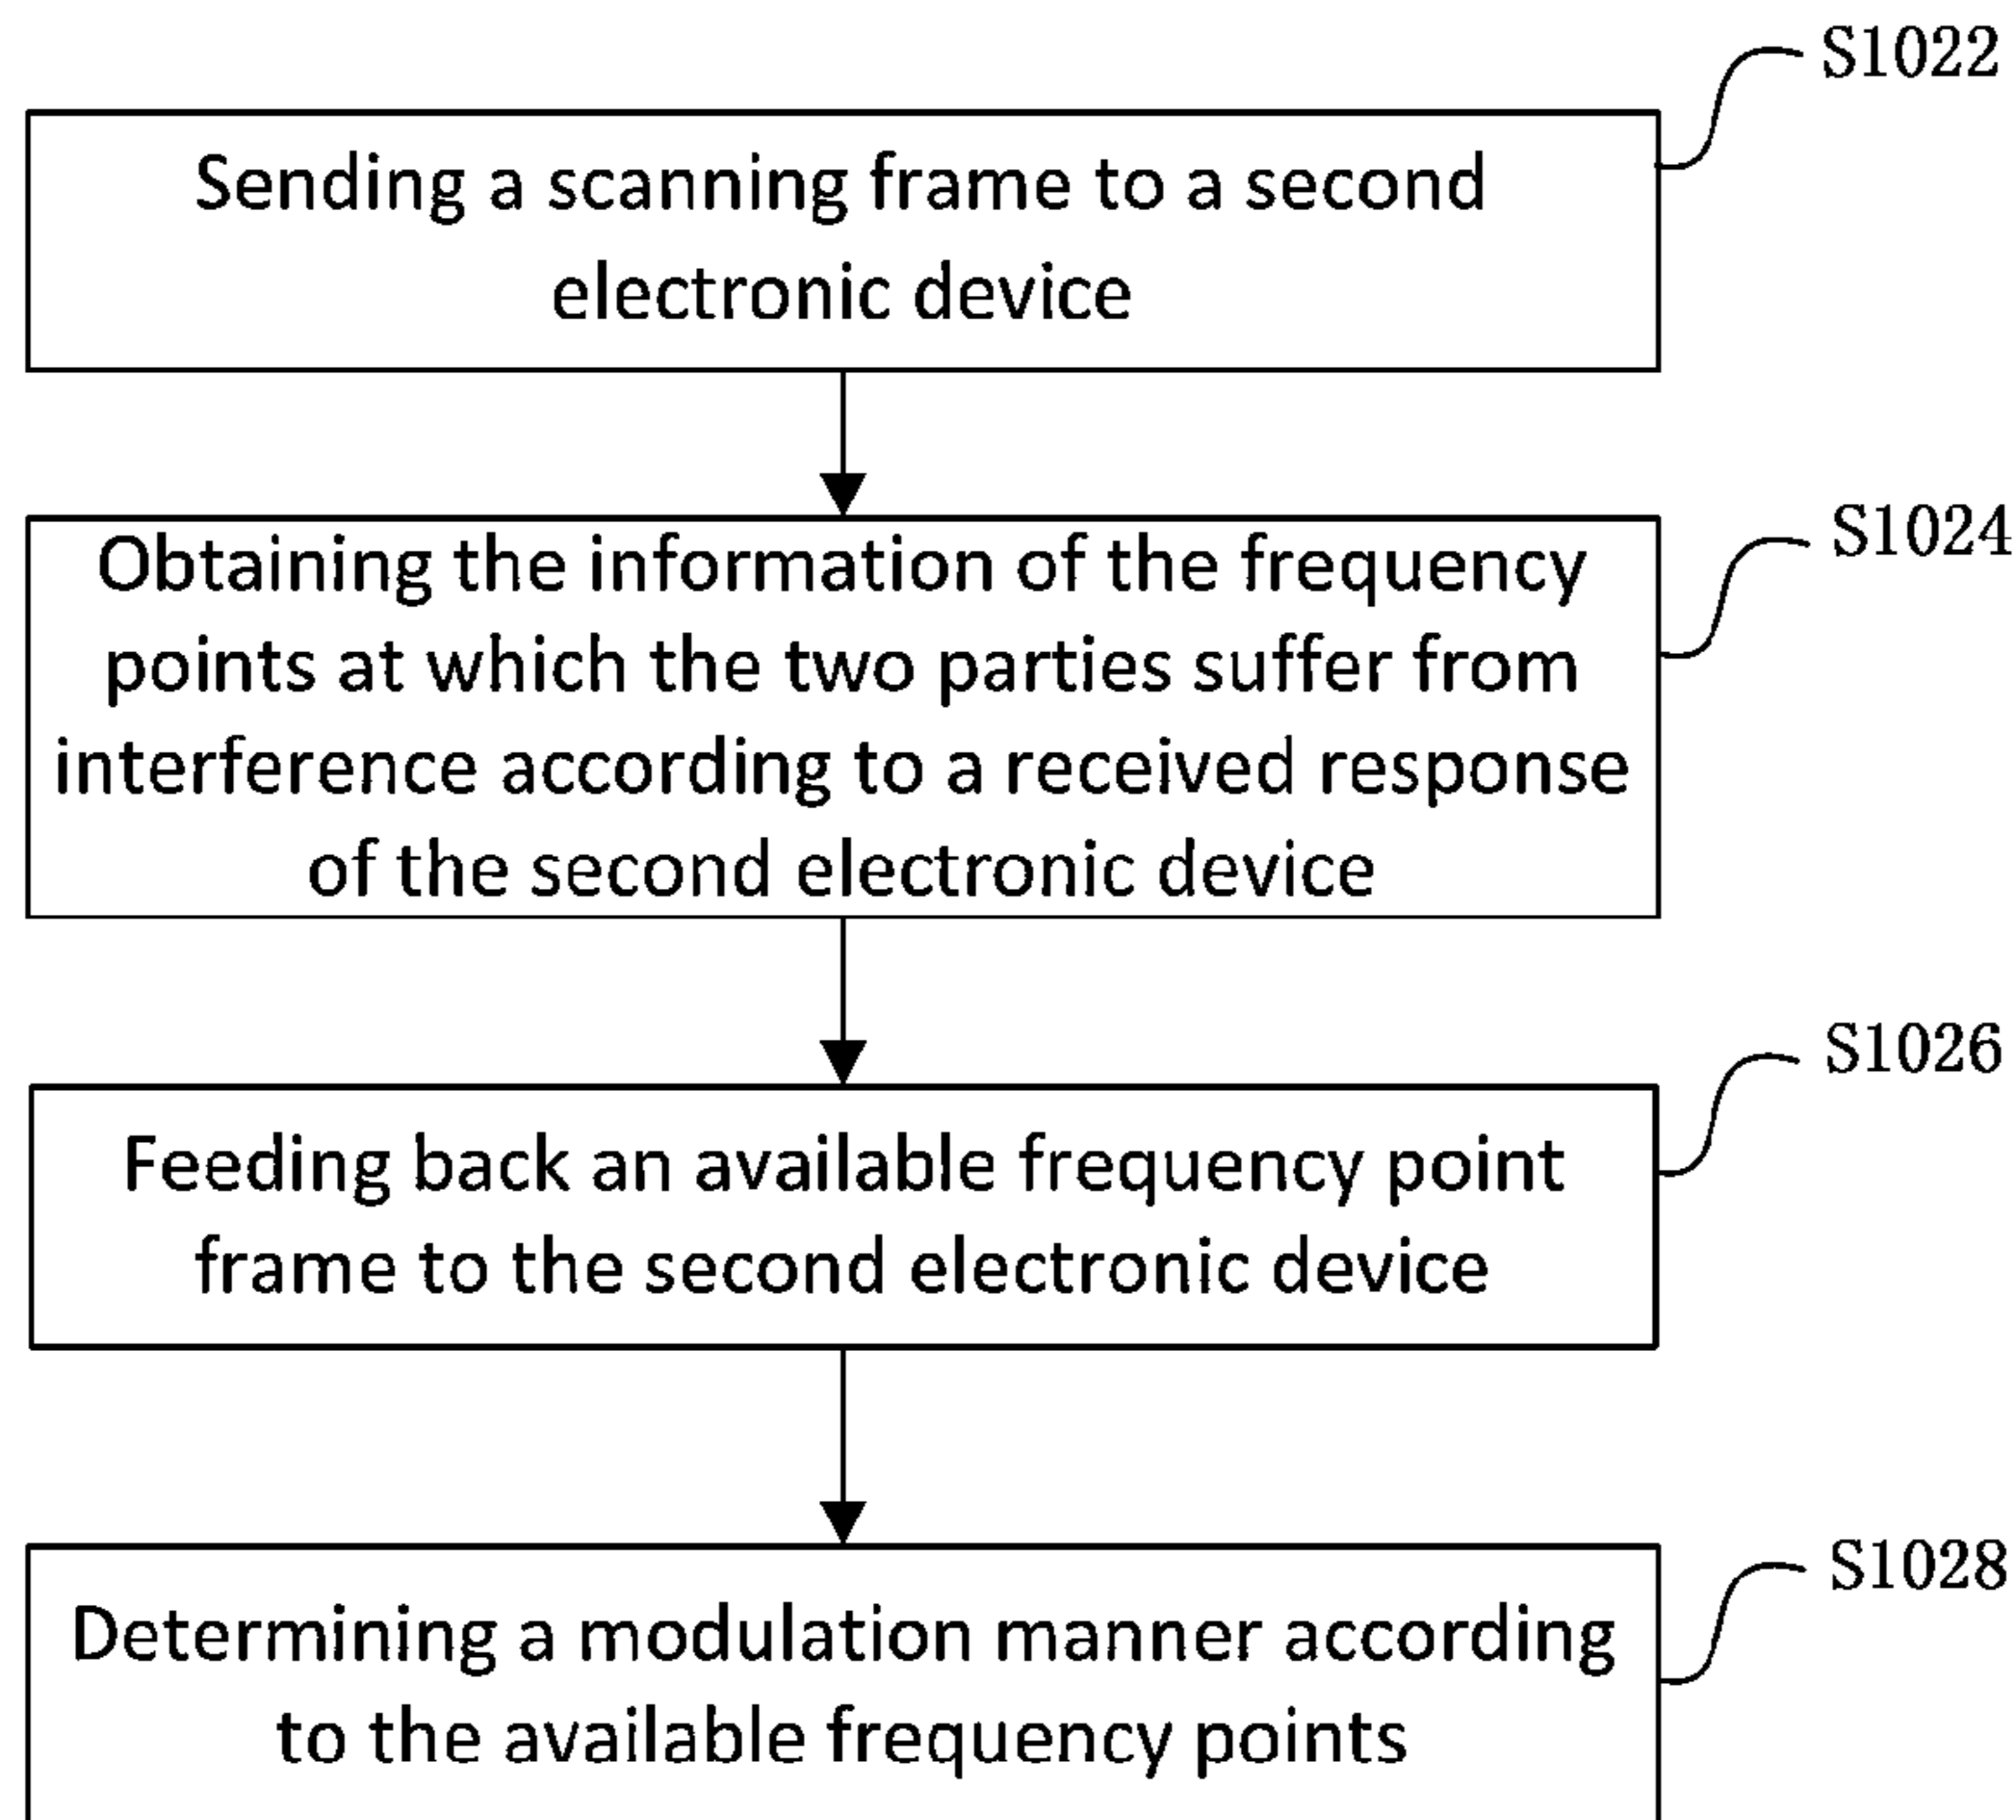 S1022
Sending a scanning frame to a second
electronic device
S1024
Obtaining the information of the frequency
points at which the two parties suffer from
interference according to a received response
of the second electronic device
S1026
Feeding back an available frequency point
frame to the second electronic device
S1028
Determining a modulation manner according
to the available frequency points